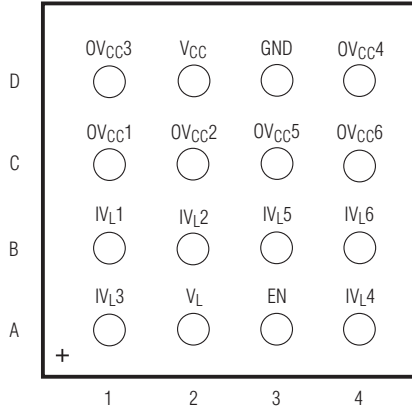 OVCC3 VCC GND OVCC4
D
OVCC1 OVCC2 OVCC5 OVCC6
C
IVL1 IVL2 IVL5 IVL6
B
IVL3 VL EN IVL4
A
+
1 2 3 4